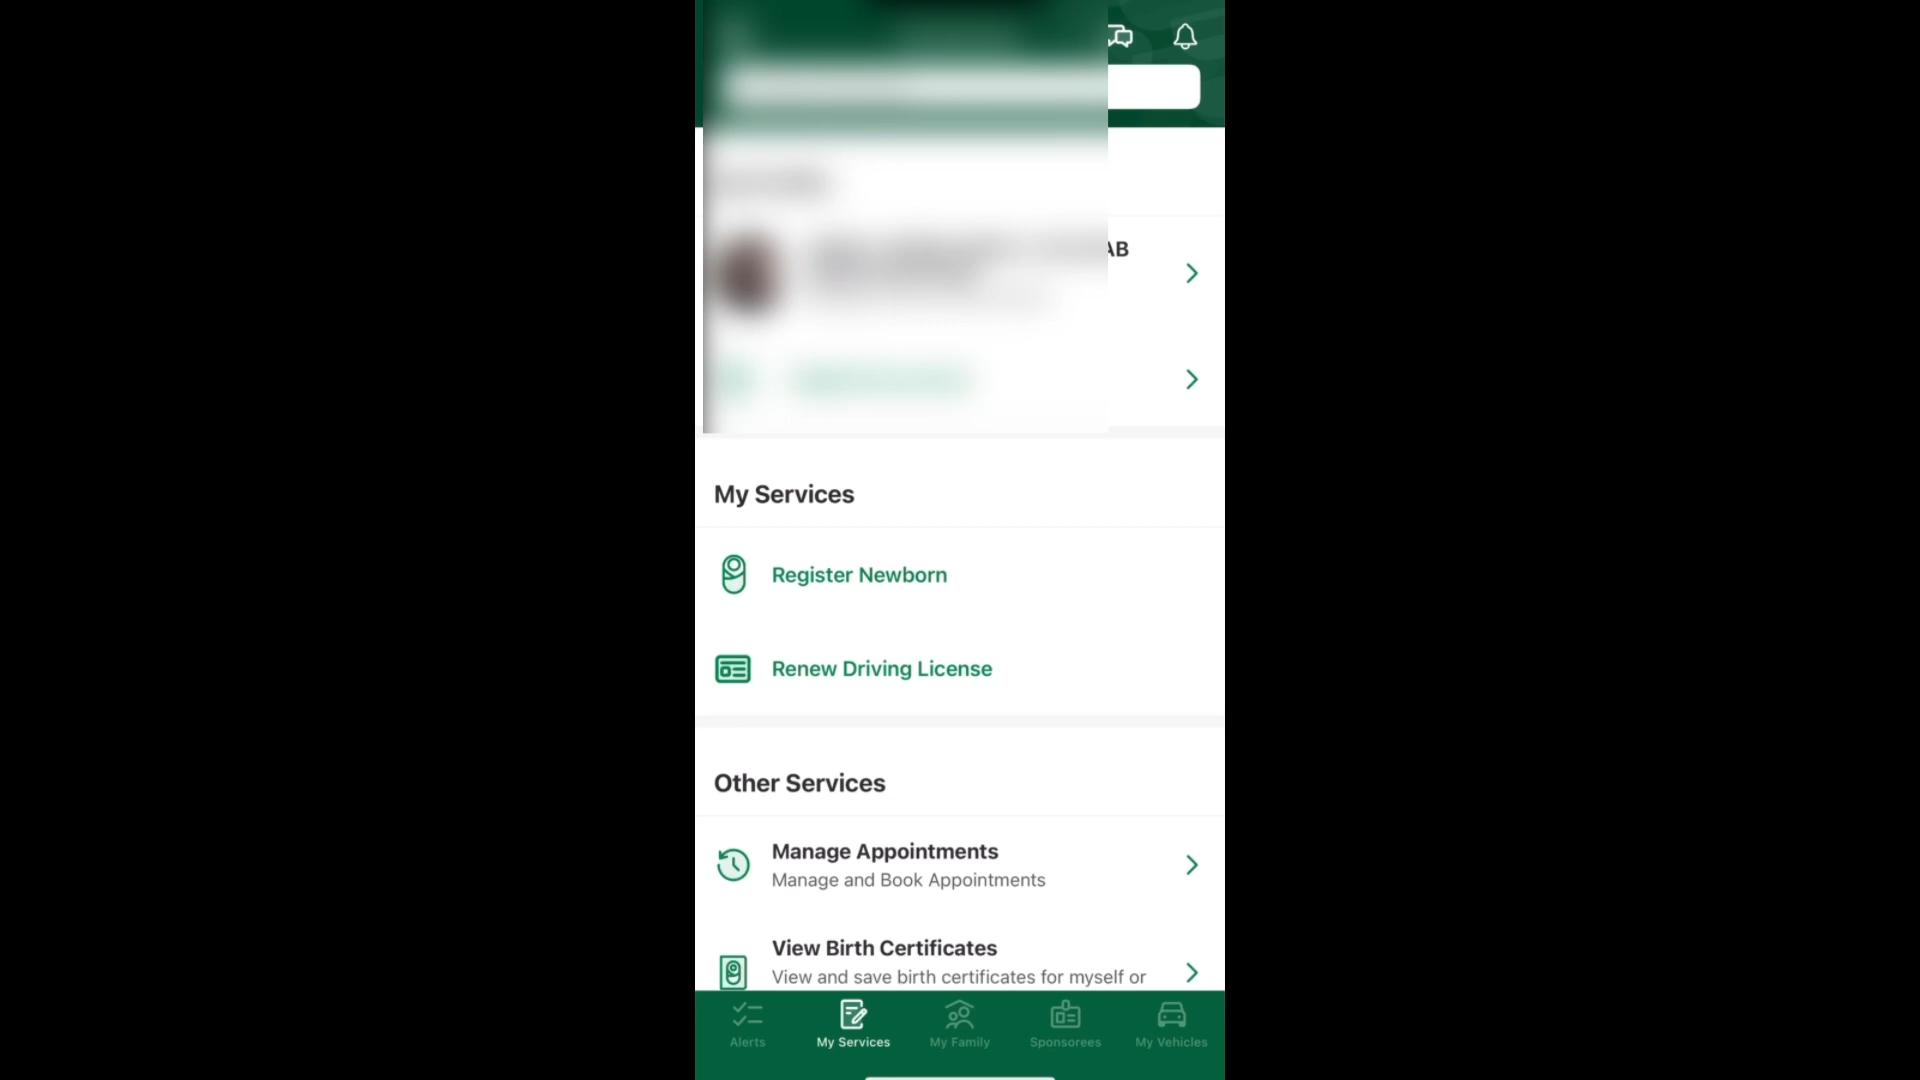 AB
My Services
Register Newborn
Renew Driving License
Other Services
Manage Appointments
Manage and Book Appointments
View Birth Certificates
View and save birth certificates for myself or
Alerts
My Services
My Family
Sponsorees
My Vehicles